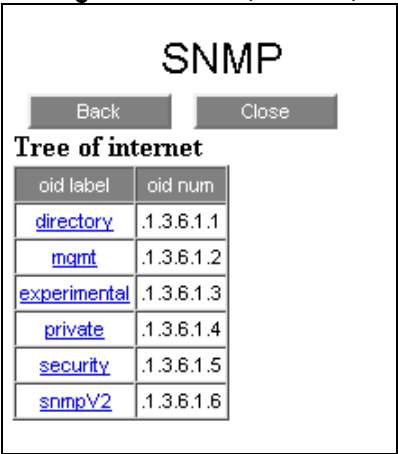 SNMP
Back Close
Tree of internet
oid label oid num
directory .1.3.6.1.1
mgmt .1.3.6.1.2
experimental .1.3.6.1.3
private .1.3.6.1.4
security .1.3.6.1.5
snmpV2 .1.3.6.1.6